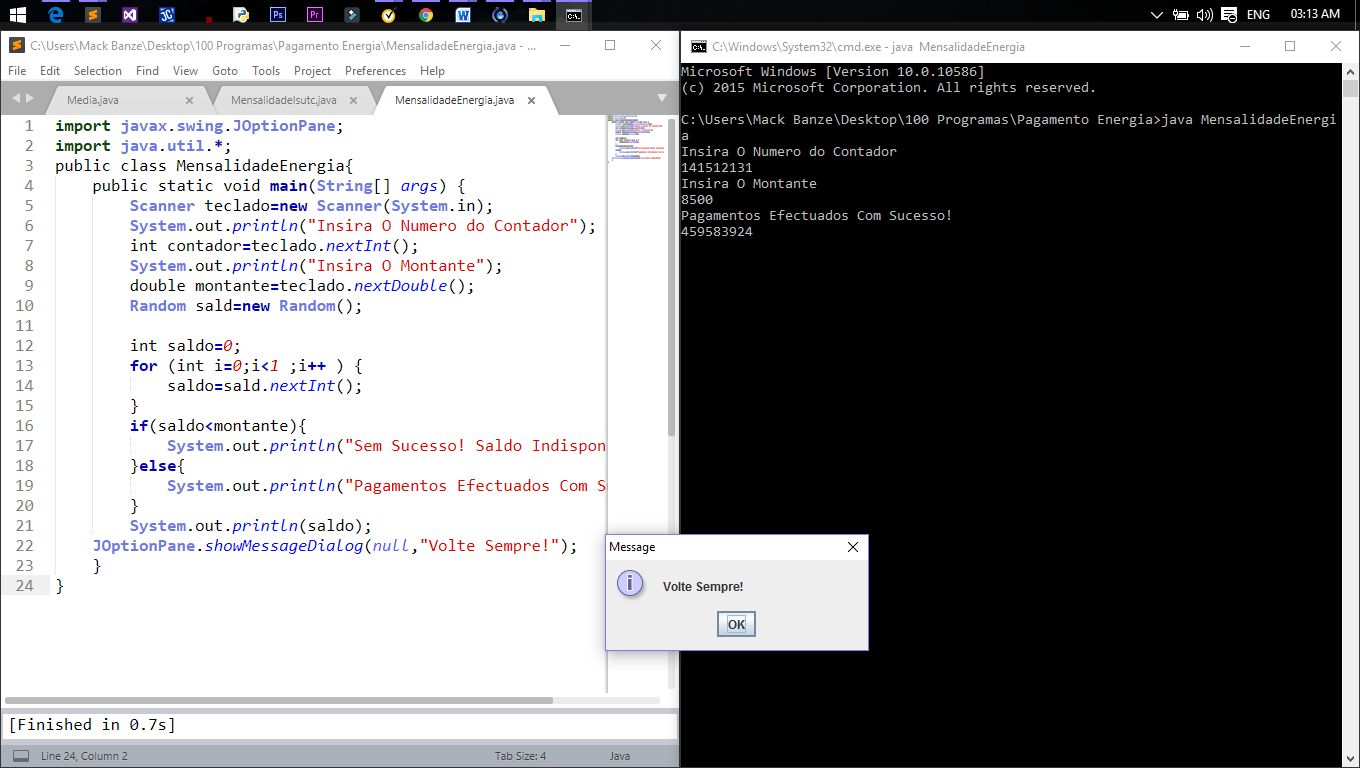 ENG 03:13 AM
C:\Users\Mack Banze\Desktop\100 Programas\Pagamento Energia\MensalidadeEnergia.java - ...
File Edit Selection Find View Goto Tools Project Preferences Help
Media.java MensalidadeIsutc.java MensalidadeEnergia.java
1 import javax.swing.JOptionPane;
2 import java.util.*;
3 public class MensalidadeEnergia{
4 public static void main(String[] args) {
5 Scanner teclado=new Scanner(System.in);
6 System.out.println("Insira O Numero do Contador");
7 int contador=teclado.nextInt();
8 System.out.println("Insira O Montante");
9 double montante=teclado.nextDouble();
10 Random sald=new Random();
11
12 int saldo=0;
13 for (int i=0;i<1 ;i++ ) {
14 saldo=sald.nextInt();
15 }
16 if(saldo<montante){
17 System.out.println("Sem Sucesso! Saldo Indispon
18 }else{
19 System.out.println("Pagamentos Efectuados Com S
20 }
21 System.out.println(saldo);
22 JOptionPane.showMessageDialog(null,"Volte Sempre!");
23 }
24 }
[Finished in 0.7s]
Line 24, Column 2 Tab Size: 4 Java
C:\Windows\System32\cmd.exe - java MensalidadeEnergia
Microsoft Windows [Version 10.0.10586]
(c) 2015 Microsoft Corporation. All rights reserved.
C:\Users\Mack Banze\Desktop\100 Programas\Pagamento Energia>java MensalidadeEnergi
a
Insira O Numero do Contador
141512131
Insira O Montante
8500
Pagamentos Efectuados Com Sucesso!
459583924
Message
Volte Sempre!
OK